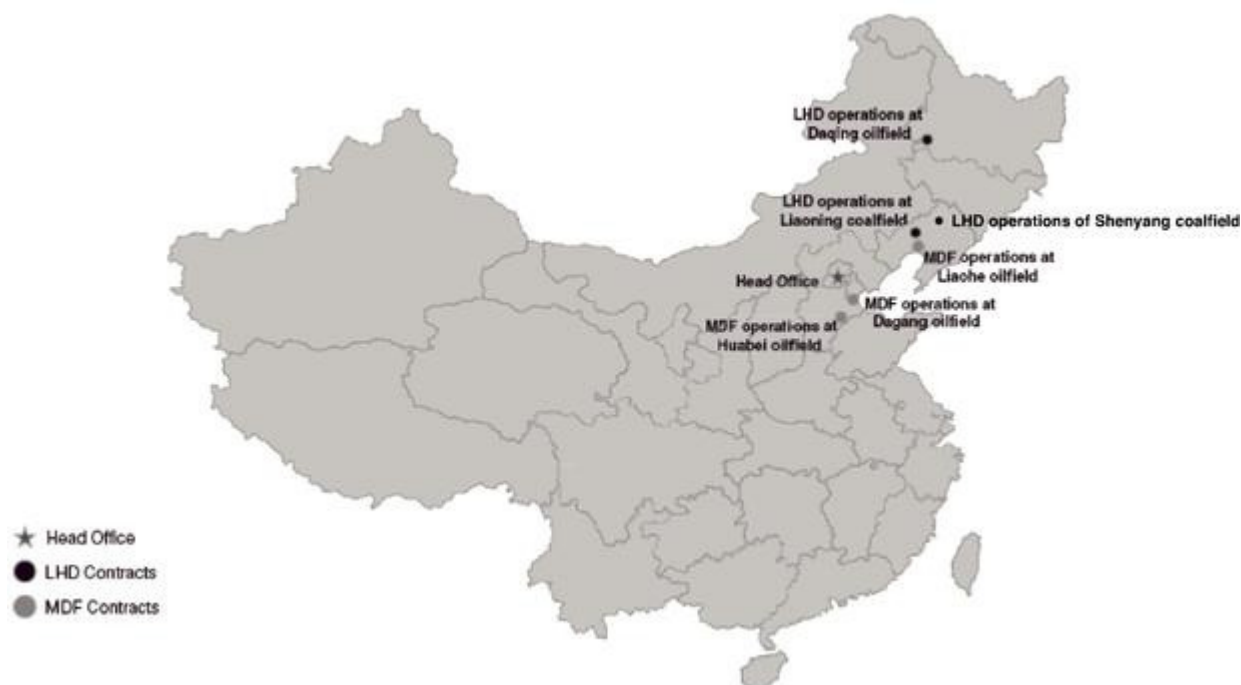 LHD operations at
Daqing oilfield
LHD operations at
Liaoning coalfield
LHD operations of Shenyang coalfield
MDF operations at
Liaohe oilfield
Head Office
MDF operations at
Dagang oilfield
MDF operations at
Huabei oilfield
Head Office
LHD Contracts
MDF Contracts